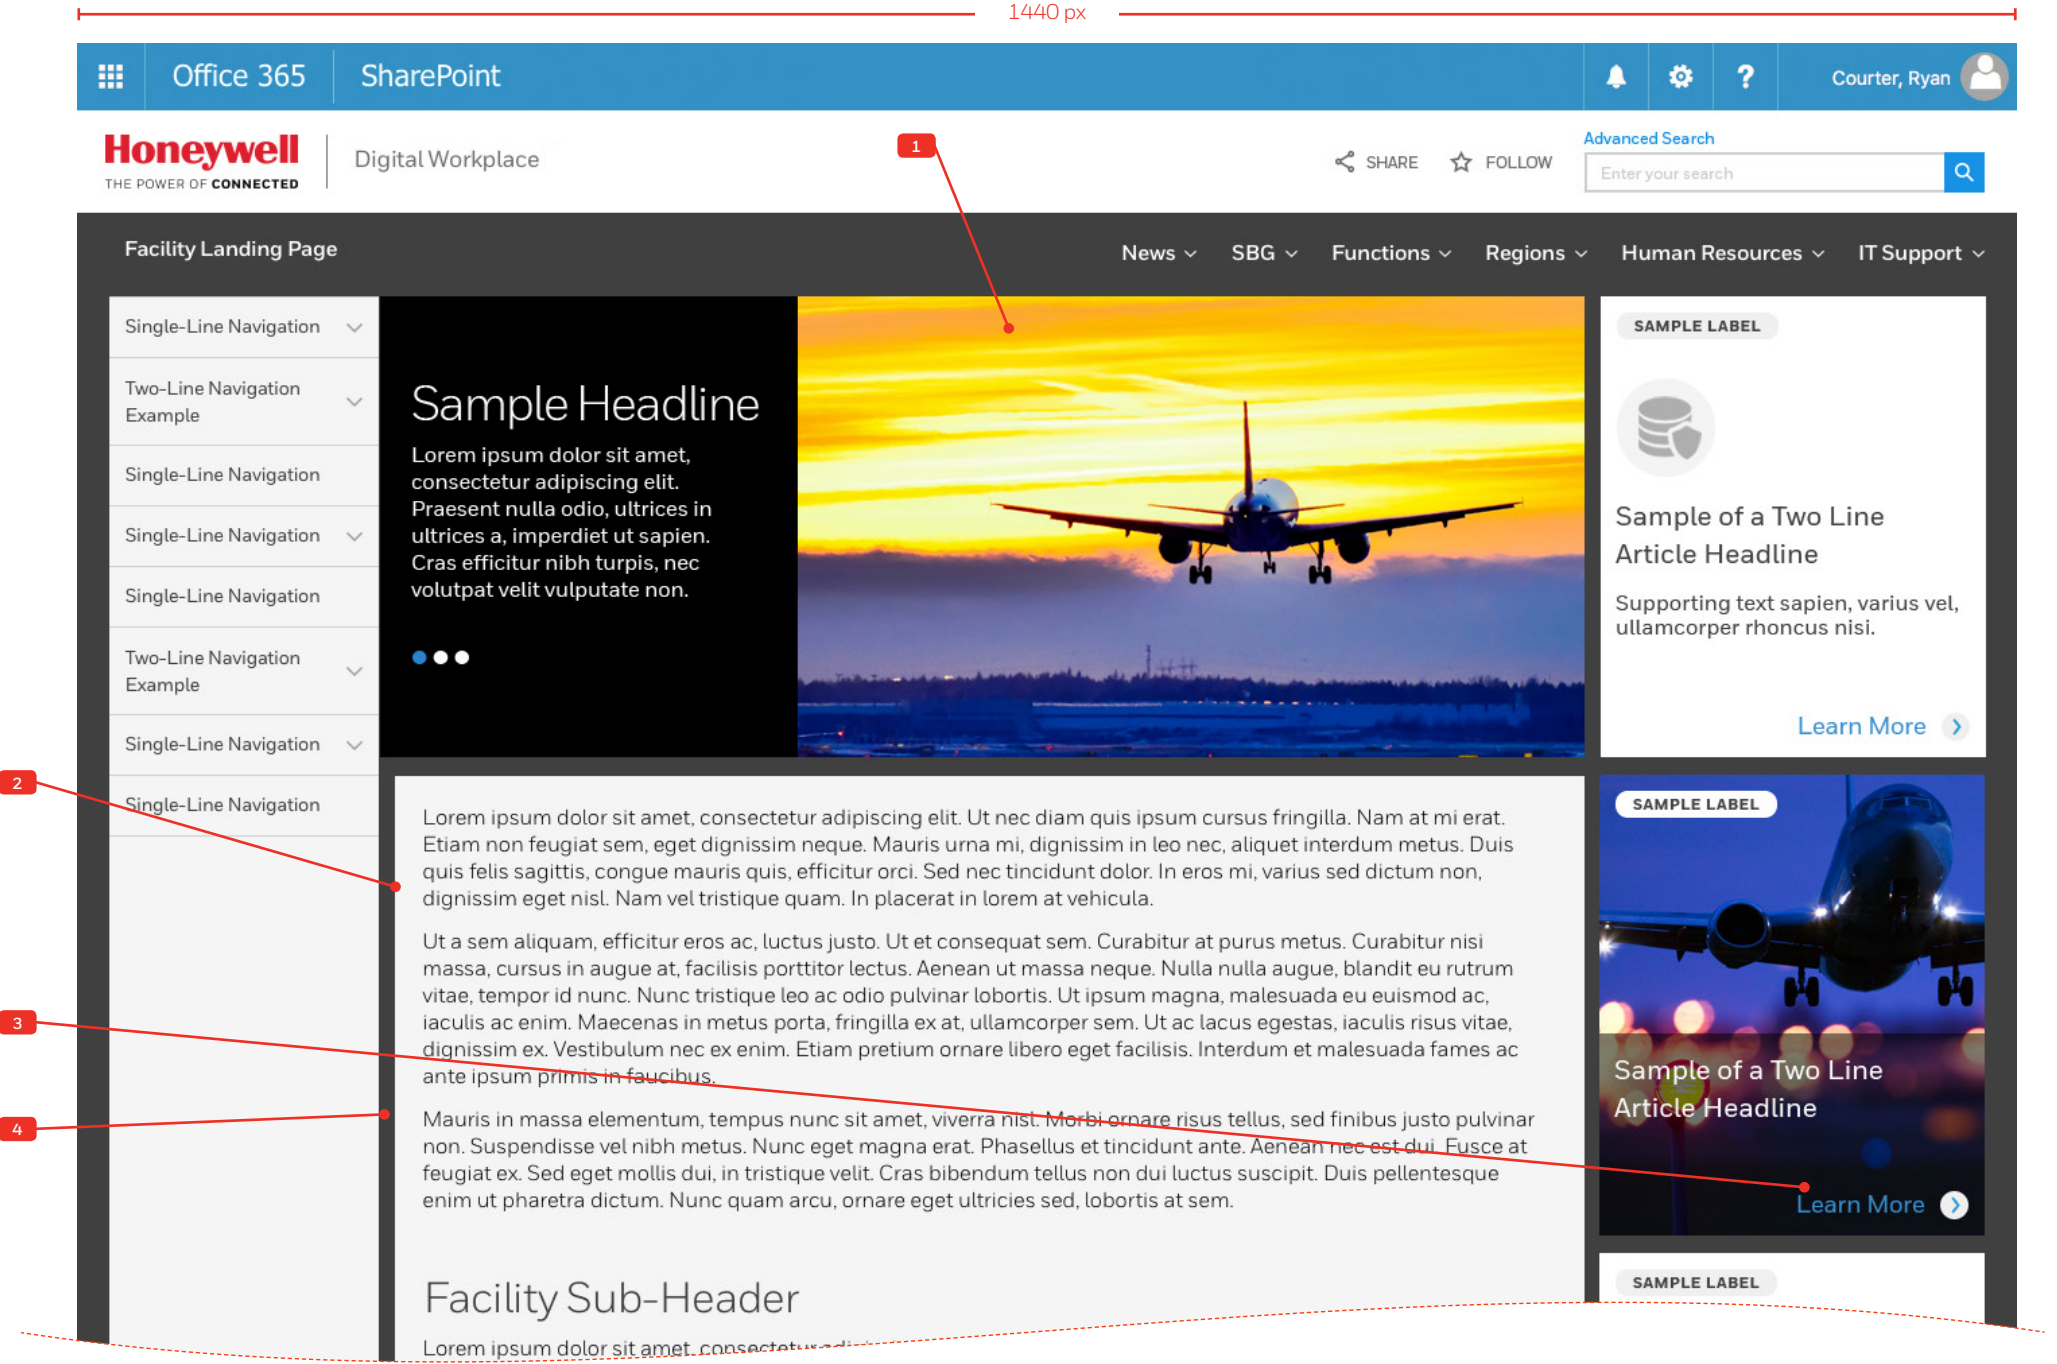 1440 px
Office 365
SharePoint
?
Courter, Ryan
Honeywell
THE POWER OF CONNECTED
Digital Workplace
1
SHARE
FOLLOW
Advanced Search
Enter your search
Facility Landing Page
News
SBG
Functions
Regions
Human Resources
IT Support
Single-Line Navigation
Two-Line Navigation
Example
Single-Line Navigation
Single-Line Navigation
Single-Line Navigation
Two-Line Navigation
Example
Single-Line Navigation
Single-Line Navigation
Sample Headline
Lorem ipsum dolor sit amet,
consectetur adipiscing elit.
Praesent nulla odio, ultrices in
ultrices a, imperdiet ut sapien.
Cras efficitur nibh turpis, nec
volutpat velit vulputate non.
SAMPLE LABEL
Sample of a Two Line
Article Headline
Supporting text sapien, varius vel,
ullamcorper rhoncus nisi.
Learn More
2
3
4
Lorem ipsum dolor sit amet, consectetur adipiscing elit. Ut nec diam quis ipsum cursus fringilla. Nam at mi erat.
Etiam non feugiat sem, eget dignissim neque. Mauris urna mi, dignissim in leo nec, aliquet interdum metus. Duis
quis felis sagittis, congue mauris quis, efficitur orci. Sed nec tincidunt dolor. In eros mi, varius sed dictum non,
dignissim eget nisl. Nam vel tristique quam. In placerat in lorem at vehicula.
Ut a sem aliquam, efficitur eros ac, luctus justo. Ut et consequat sem. Curabitur at purus metus. Curabitur nisi
massa, cursus in augue at, facilisis porttitor lectus. Aenean ut massa neque. Nulla nulla augue, blandit eu rutrum
vitae, tempor id nunc. Nunc tristique leo ac odio pulvinar lobortis. Ut ipsum magna, malesuada eu euismod ac,
iaculis ac enim. Maecenas in metus porta, fringilla ex at, ullamcorper sem. Ut ac lacus egestas, iaculis risus vitae,
dignissim ex. Vestibulum nec ex enim. Etiam pretium ornare libero eget facilisis. Interdum et malesuada fames ac
ante ipsum primis in faucibus.
Mauris in massa elementum, tempus nunc sit amet, viverra nisl. Morbi ornare risus tellus, sed finibus justo pulvinar
non. Suspendisse vel nibh metus. Nunc eget magna erat. Phasellus et tincidunt ante. Aenean nec est dui. Fusce at
feugiat ex. Sed eget mollis dui, in tristique velit. Cras bibendum tellus non dui luctus suscipit. Duis pellentesque
enim ut pharetra dictum. Nunc quam arcu, ornare eget ultricies sed, lobortis at sem.
Facility Sub-Header
Lorem ipsum dolor sit amet, consectetur
SAMPLE LABEL
Sample of a Two Line
Article Headline
Learn More
SAMPLE LABEL